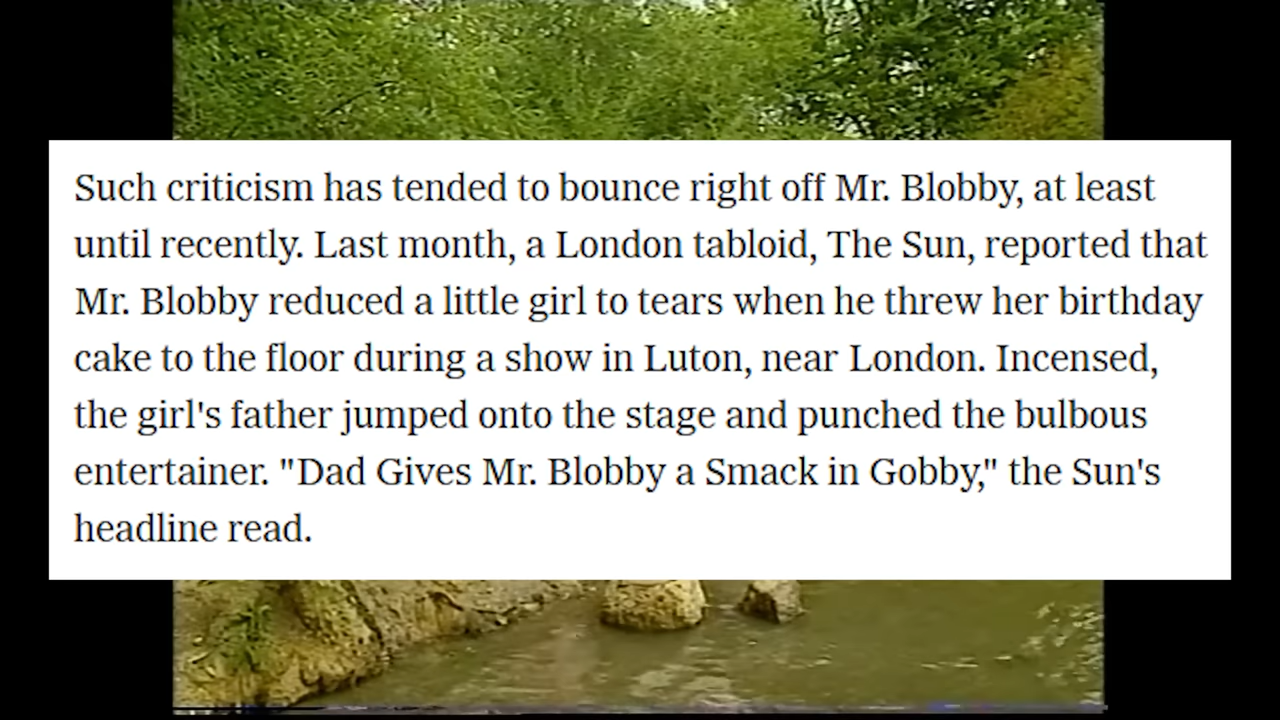 Such criticism has tended to bounce right off Mr. Blobby, at least
until recently. Last month, a London tabloid, The Sun, reported that
Mr. Blobby reduced a little girl to tears when he threw her birthday
cake to the floor during a show in Luton, near London. Incensed,
the girl's father jumped onto the stage and punched the bulbous
entertainer. "Dad Gives Mr. Blobby a Smack in Gobby," the Sun's
headline read.